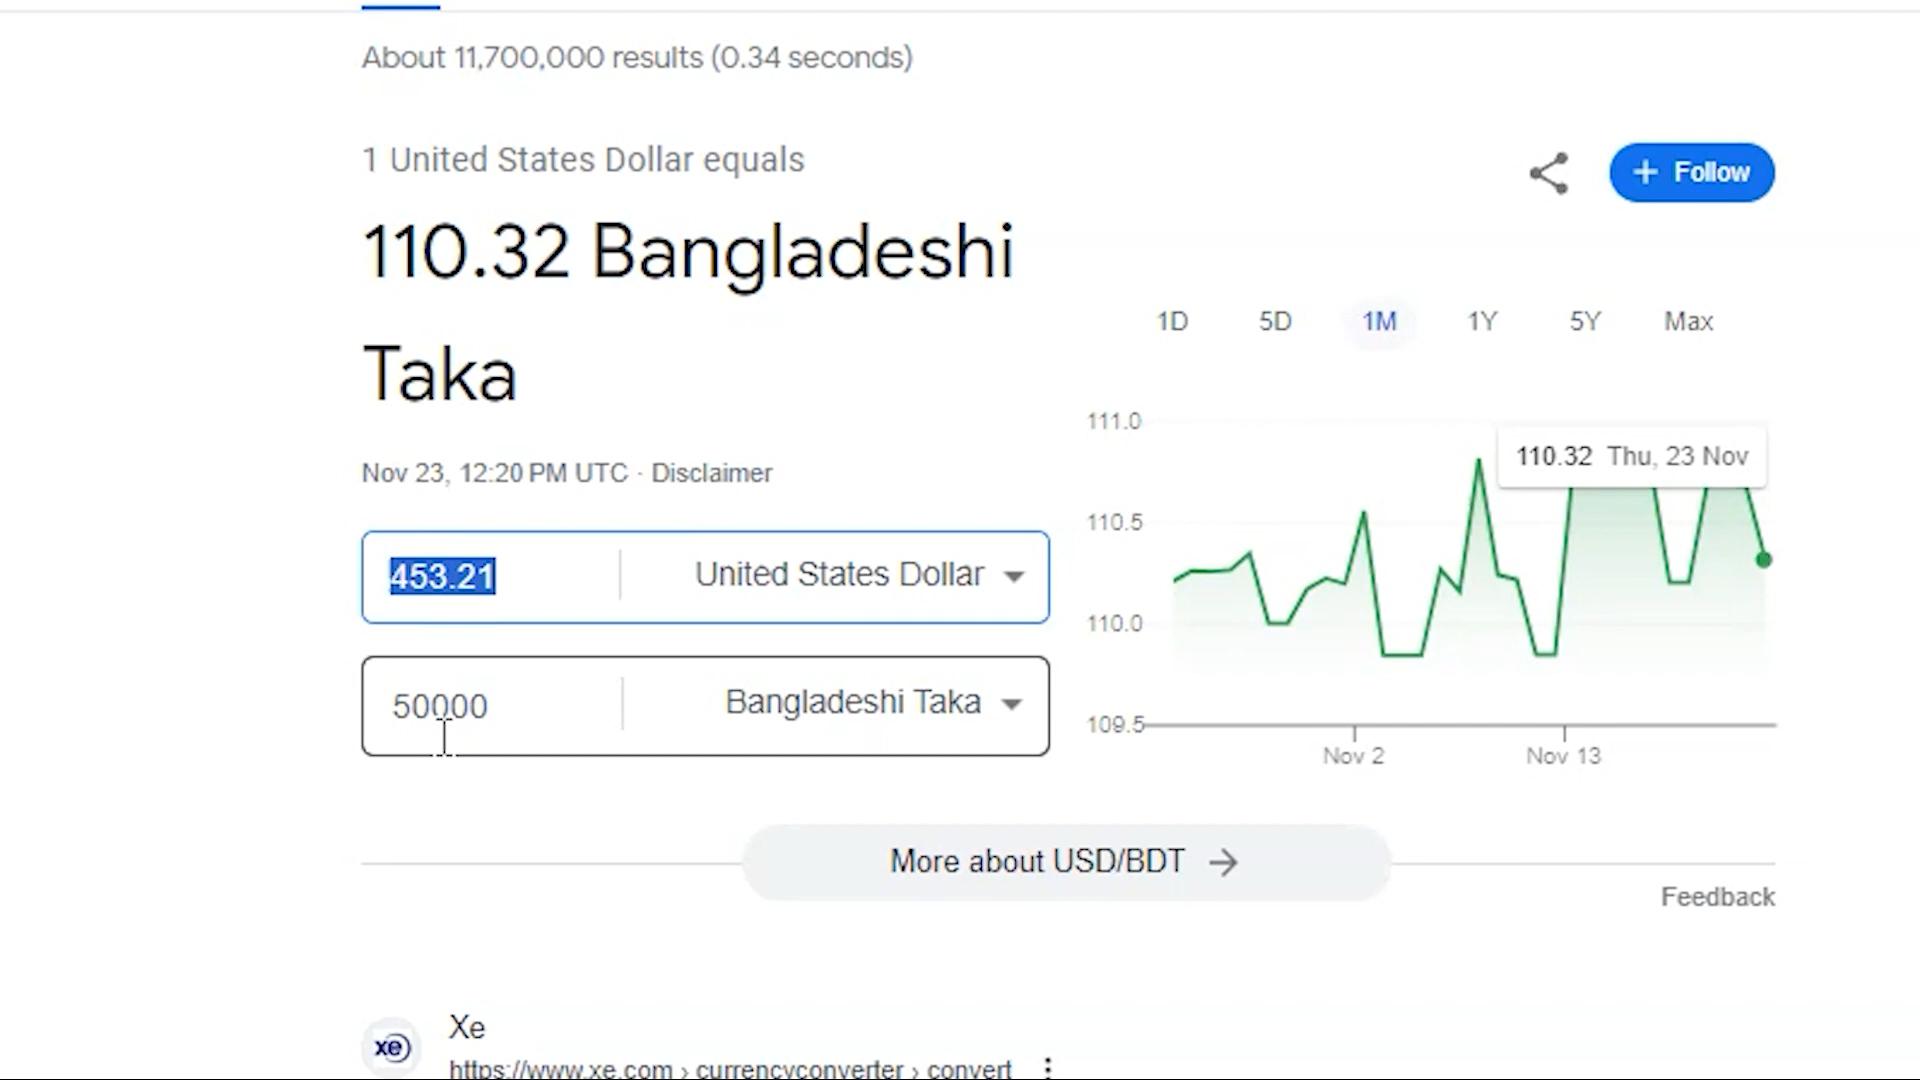 About 11,700,000 results (0.34 seconds)
1 United States Dollar equals
Follow
110.32 Bangladeshi
Taka
1D 5D 1M 1Y 5Y Max
Nov 23, 12:20 PM UTC · Disclaimer
453.21 United States Dollar
50000 Bangladeshi Taka
111.0
110.32 Thu, 23 Nov
110.5
110.0
109.5
Nov 2 Nov 13
More about USD/BDT
Feedback
xe
Xe
https://www.xe.com › currencyconverter › convert